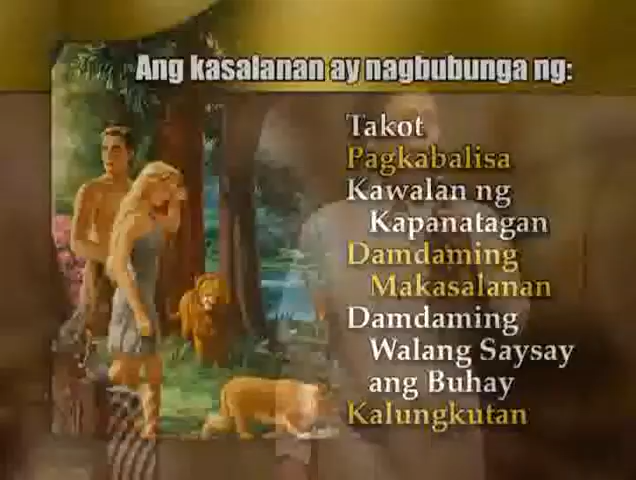 Ang kasalanan ay nagbubunga ng:
Takot
Pagkabalisa
Kawalan ng
Kapanatagan
Damdaming
Makasalanan
Damdaming
Walang Saysay
ang Buhay
Kalungkutan